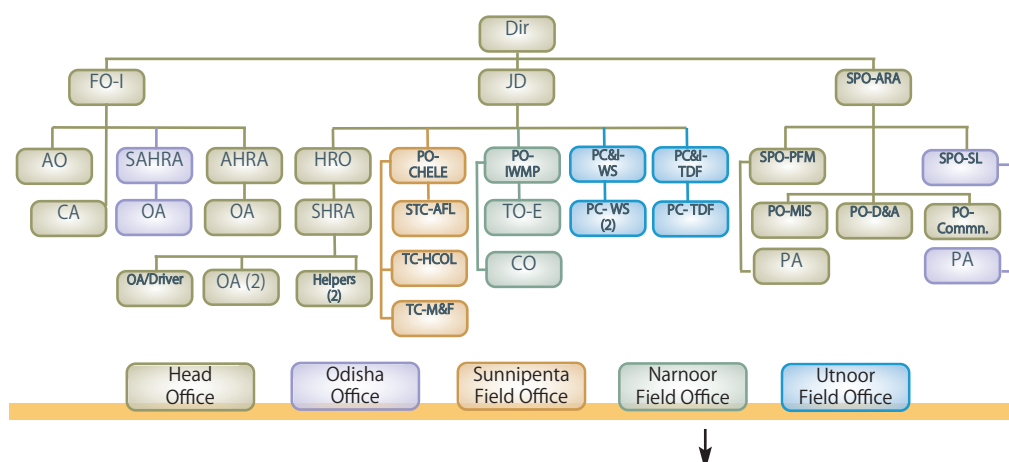 Dir
FO-I
JD
SPO-ARA
AO
SAHRA
AHRA
HRO
PO-
CHELE
PO-
IWMP
PC&I-
WS
PC&I-
TDF
SPO-PFM
SPO-SL
CA
OA
OA
SHRA
STC-AFL
TO-E
PC- WS
(2)
PC- TDF
PO-MIS
PO-D&A
PO-
Commn.
OA/Driver
OA (2)
Helpers
(2)
TC-HCOL
CO
PA
PA
TC-M&F
Head
Office
Odisha
Office
Sunnipenta
Field Office
Narnoor
Field Office
Utnoor
Field Office